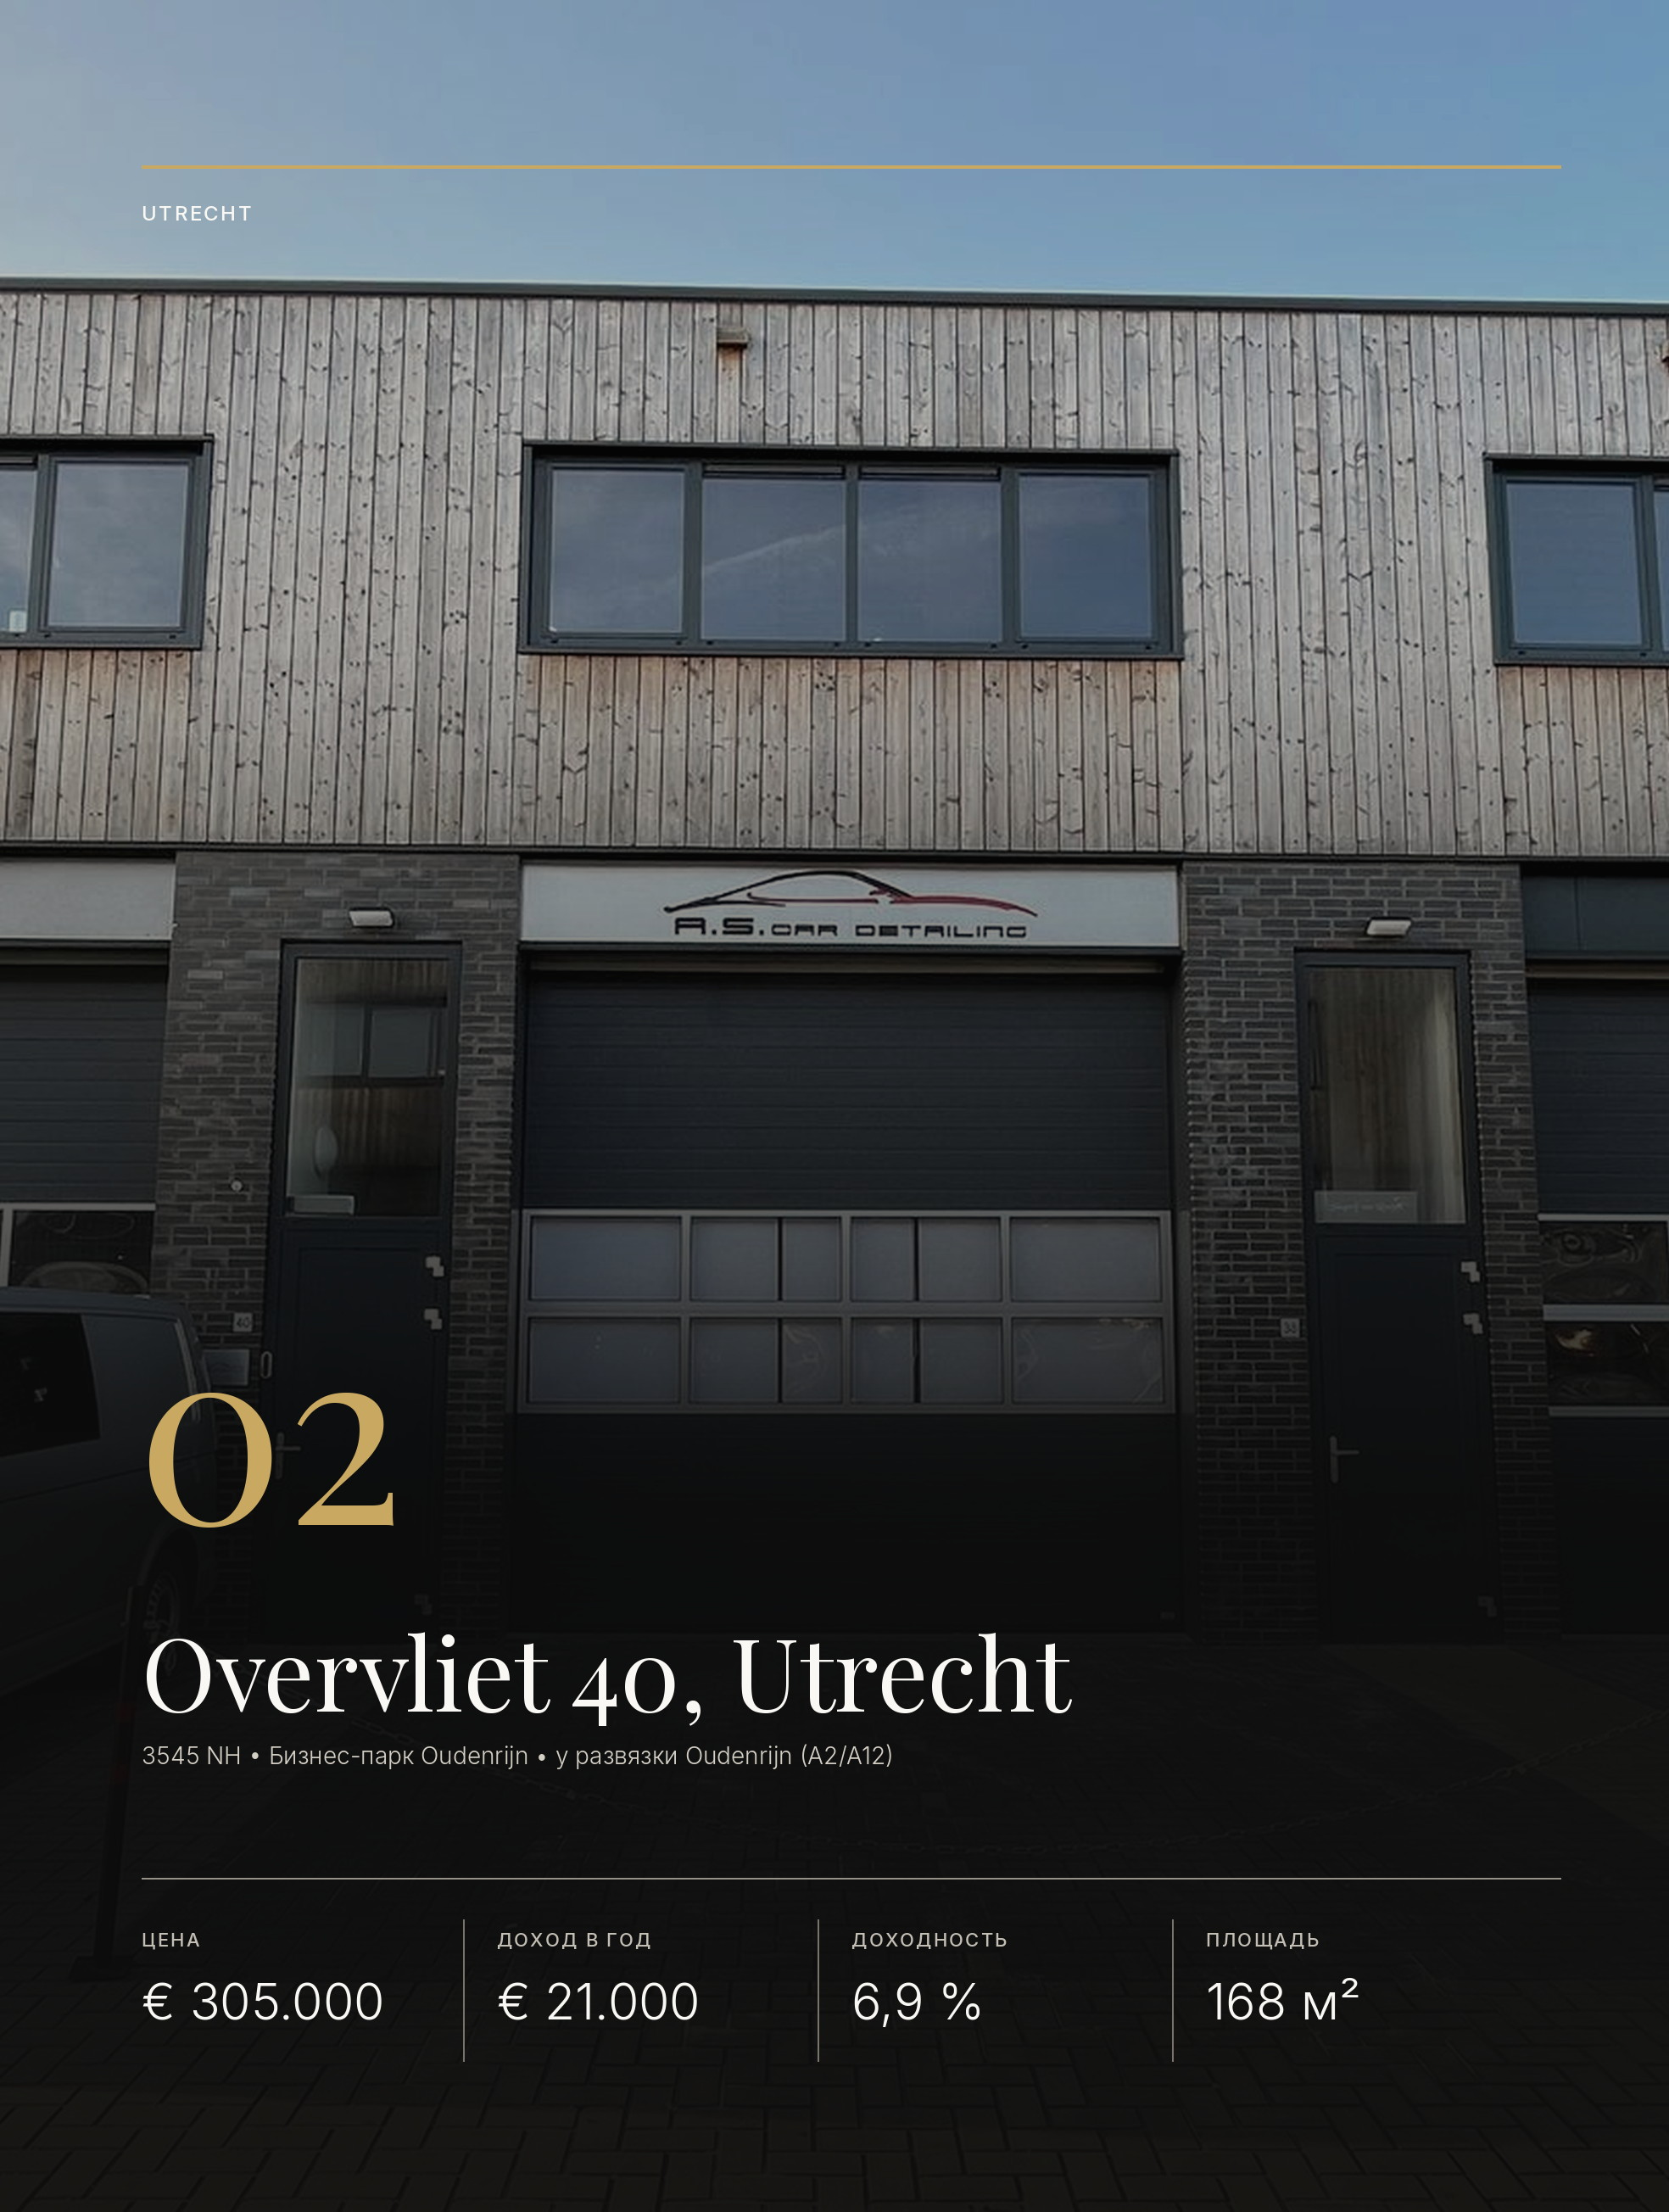 UTRECHT
A.S. CAR DETAILING
40
02
Overvliet 40, Utrecht
3545 NH • Бизнес-парк Oudenrijn • у развязки Oudenrijn (A2/A12)
ЦЕНА
€ 305.000
ДОХОД В ГОД
€ 21.000
ДОХОДНОСТЬ
6,9 %
ПЛОЩАДЬ
168 м²